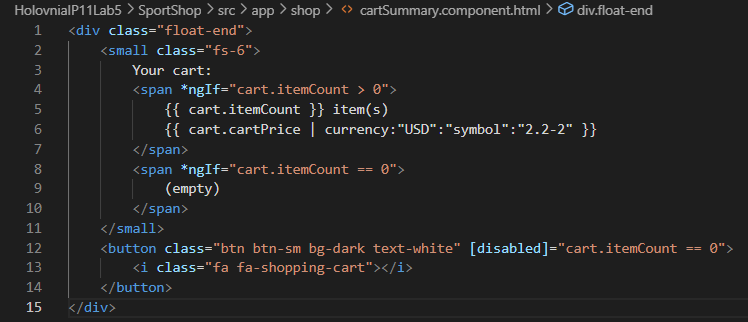 HolovniaIP11Lab5 > SportShop > src > app > shop > <> cartSummary.component.html > div.float-end
1 <div class="float-end">
2 <small class="fs-6">
3 Your cart:
4 <span *ngIf="cart.itemCount > 0">
5 {{ cart.itemCount }} item(s)
6 {{ cart.cartPrice | currency:"USD":"symbol":"2.2-2" }}
7 </span>
8 <span *ngIf="cart.itemCount == 0">
9 (empty)
10 </span>
11 </small>
12 <button class="btn btn-sm bg-dark text-white" [disabled]="cart.itemCount == 0">
13 <i class="fa fa-shopping-cart"></i>
14 </button>
15 </div>